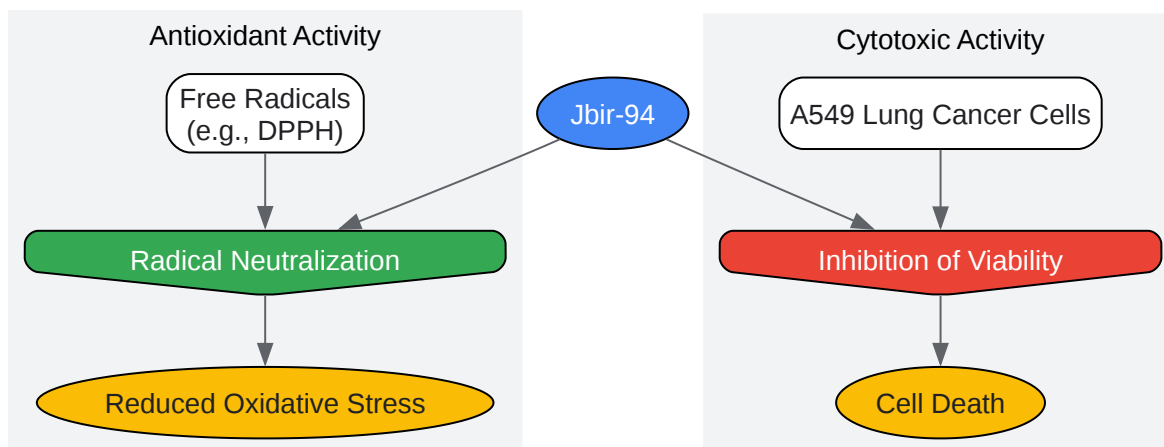 Antioxidant Activity
Cytotoxic Activity
Free Radicals
(e.g., DPPH)
Jbir-94
A549 Lung Cancer Cells
Radical Neutralization
Inhibition of Viability
Reduced Oxidative Stress
Cell Death